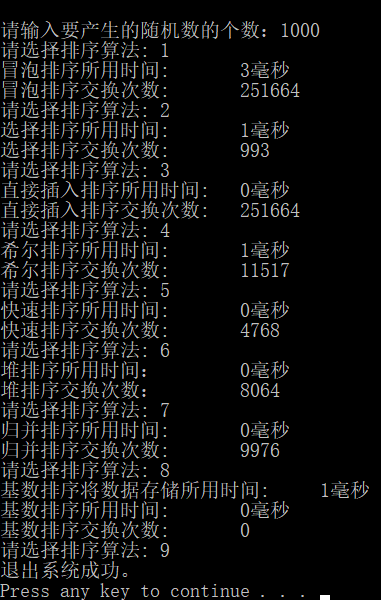 请输入要产生的随机数的个数：1000
请选择排序算法: 1
冒泡排序所用时间: 3毫秒
冒泡排序交换次数: 251664
请选择排序算法: 2
选择排序所用时间: 1毫秒
选择排序交换次数: 993
请选择排序算法: 3
直接插入排序所用时间: 0毫秒
直接插入排序交换次数: 251664
请选择排序算法: 4
希尔排序所用时间: 1毫秒
希尔排序交换次数: 11517
请选择排序算法: 5
快速排序所用时间: 0毫秒
快速排序交换次数: 4768
请选择排序算法: 6
堆排序所用时间： 0毫秒
堆排序交换次数： 8064
请选择排序算法: 7
归并排序所用时间: 0毫秒
归并排序交换次数: 9976
请选择排序算法: 8
基数排序将数据存储所用时间: 1毫秒
基数排序所用时间: 0毫秒
基数排序交换次数: 0
请选择排序算法: 9
退出系统成功。
Press any key to continue . . .